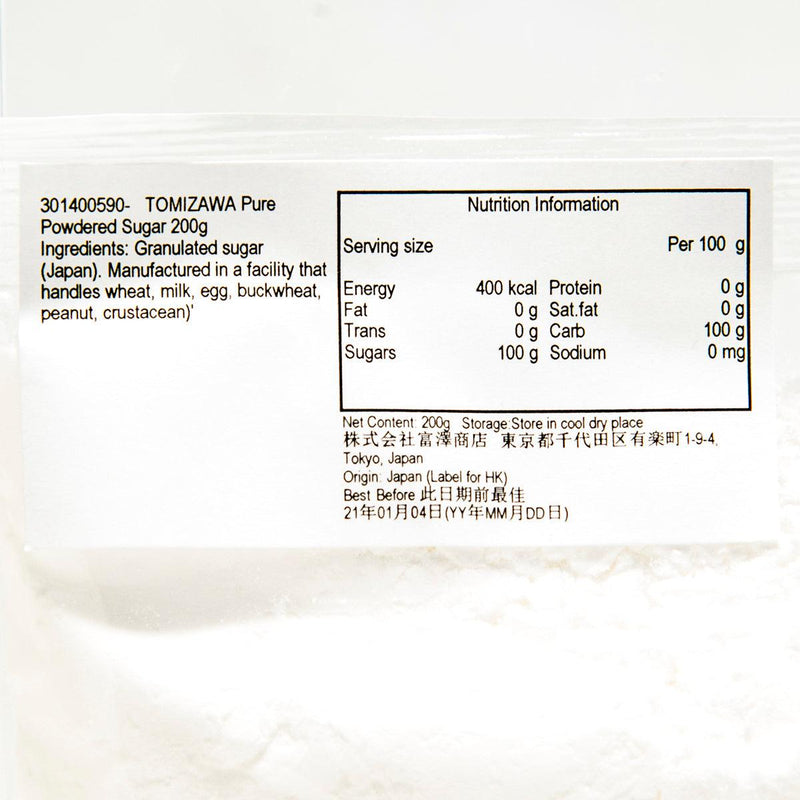 301400590- TOMIZAWA Pure
Powdered Sugar 200g
Ingredients: Granulated sugar
(Japan). Manufactured in a facility that
handles wheat, milk, egg, buckwheat,
peanut, crustacean)'
Nutrition Information
Serving size Per 100 g
Energy 400 kcal Protein 0 g
Fat 0 g Sat.fat 0 g
Trans 0 g Carb 100 g
Sugars 100 g Sodium 0 mg
Net Content: 200g Storage:Store in cool dry place
株式会社富澤商店 東京都千代田区有楽町1-9-4,
Tokyo, Japan
Origin: Japan (Label for HK)
Best Before 此日期前最佳
21年01月04日(YY年MM月DD日)